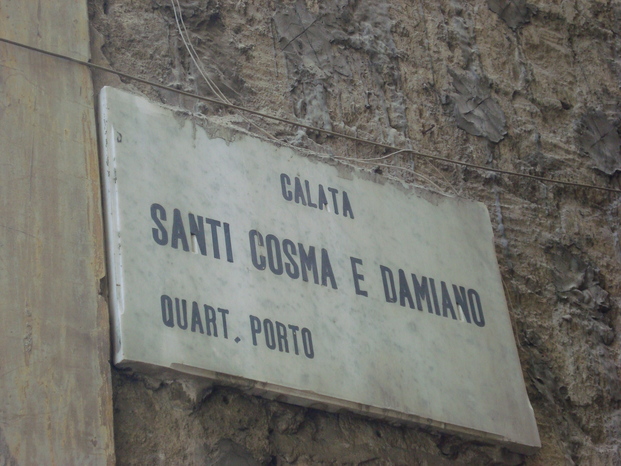 CALATA
SANTI COSMA E DAMIANO
QUART. PORTO